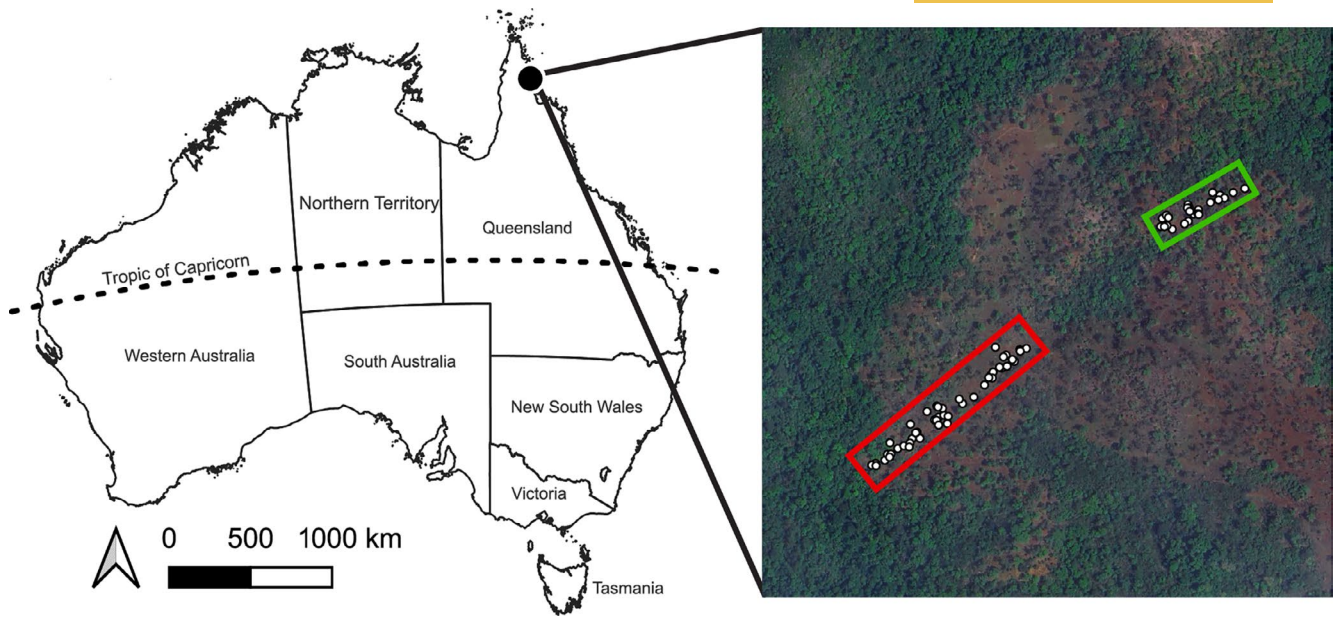 Northern Territory
Queensland
Tropic of Capricorn
Western Australia
South Australia
New South Wales
Victoria
0 500 1000 km
Tasmania